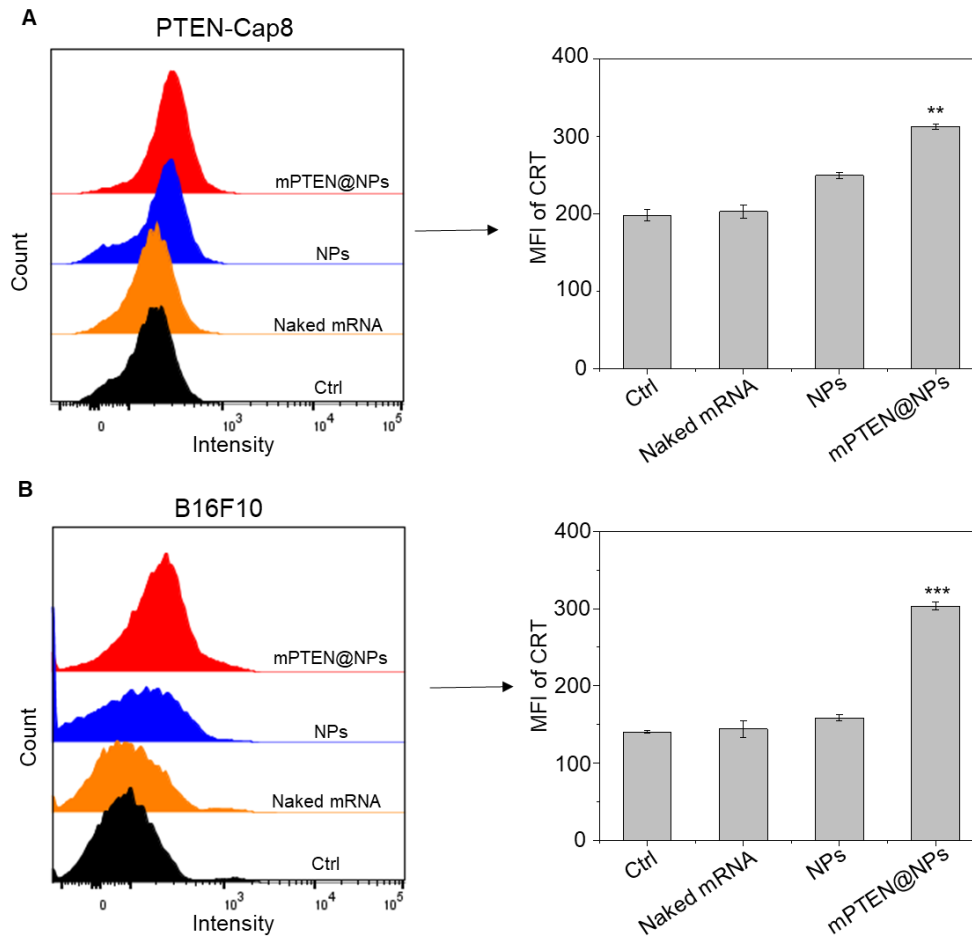 A
PTEN-Cap8
mPTEN@NPs
NPs
Naked mRNA
Ctrl
Count
0 10³ 10⁴ 10⁵
Intensity
400
300
200
100
0
MFI of CRT
**
Ctrl
Naked mRNA
NPs
mPTEN@NPs
B
B16F10
mPTEN@NPs
NPs
Naked mRNA
Ctrl
Count
0 10³ 10⁴ 10⁵
Intensity
400
300
200
100
0
MFI of CRT
***
Ctrl
Naked mRNA
NPs
mPTEN@NPs